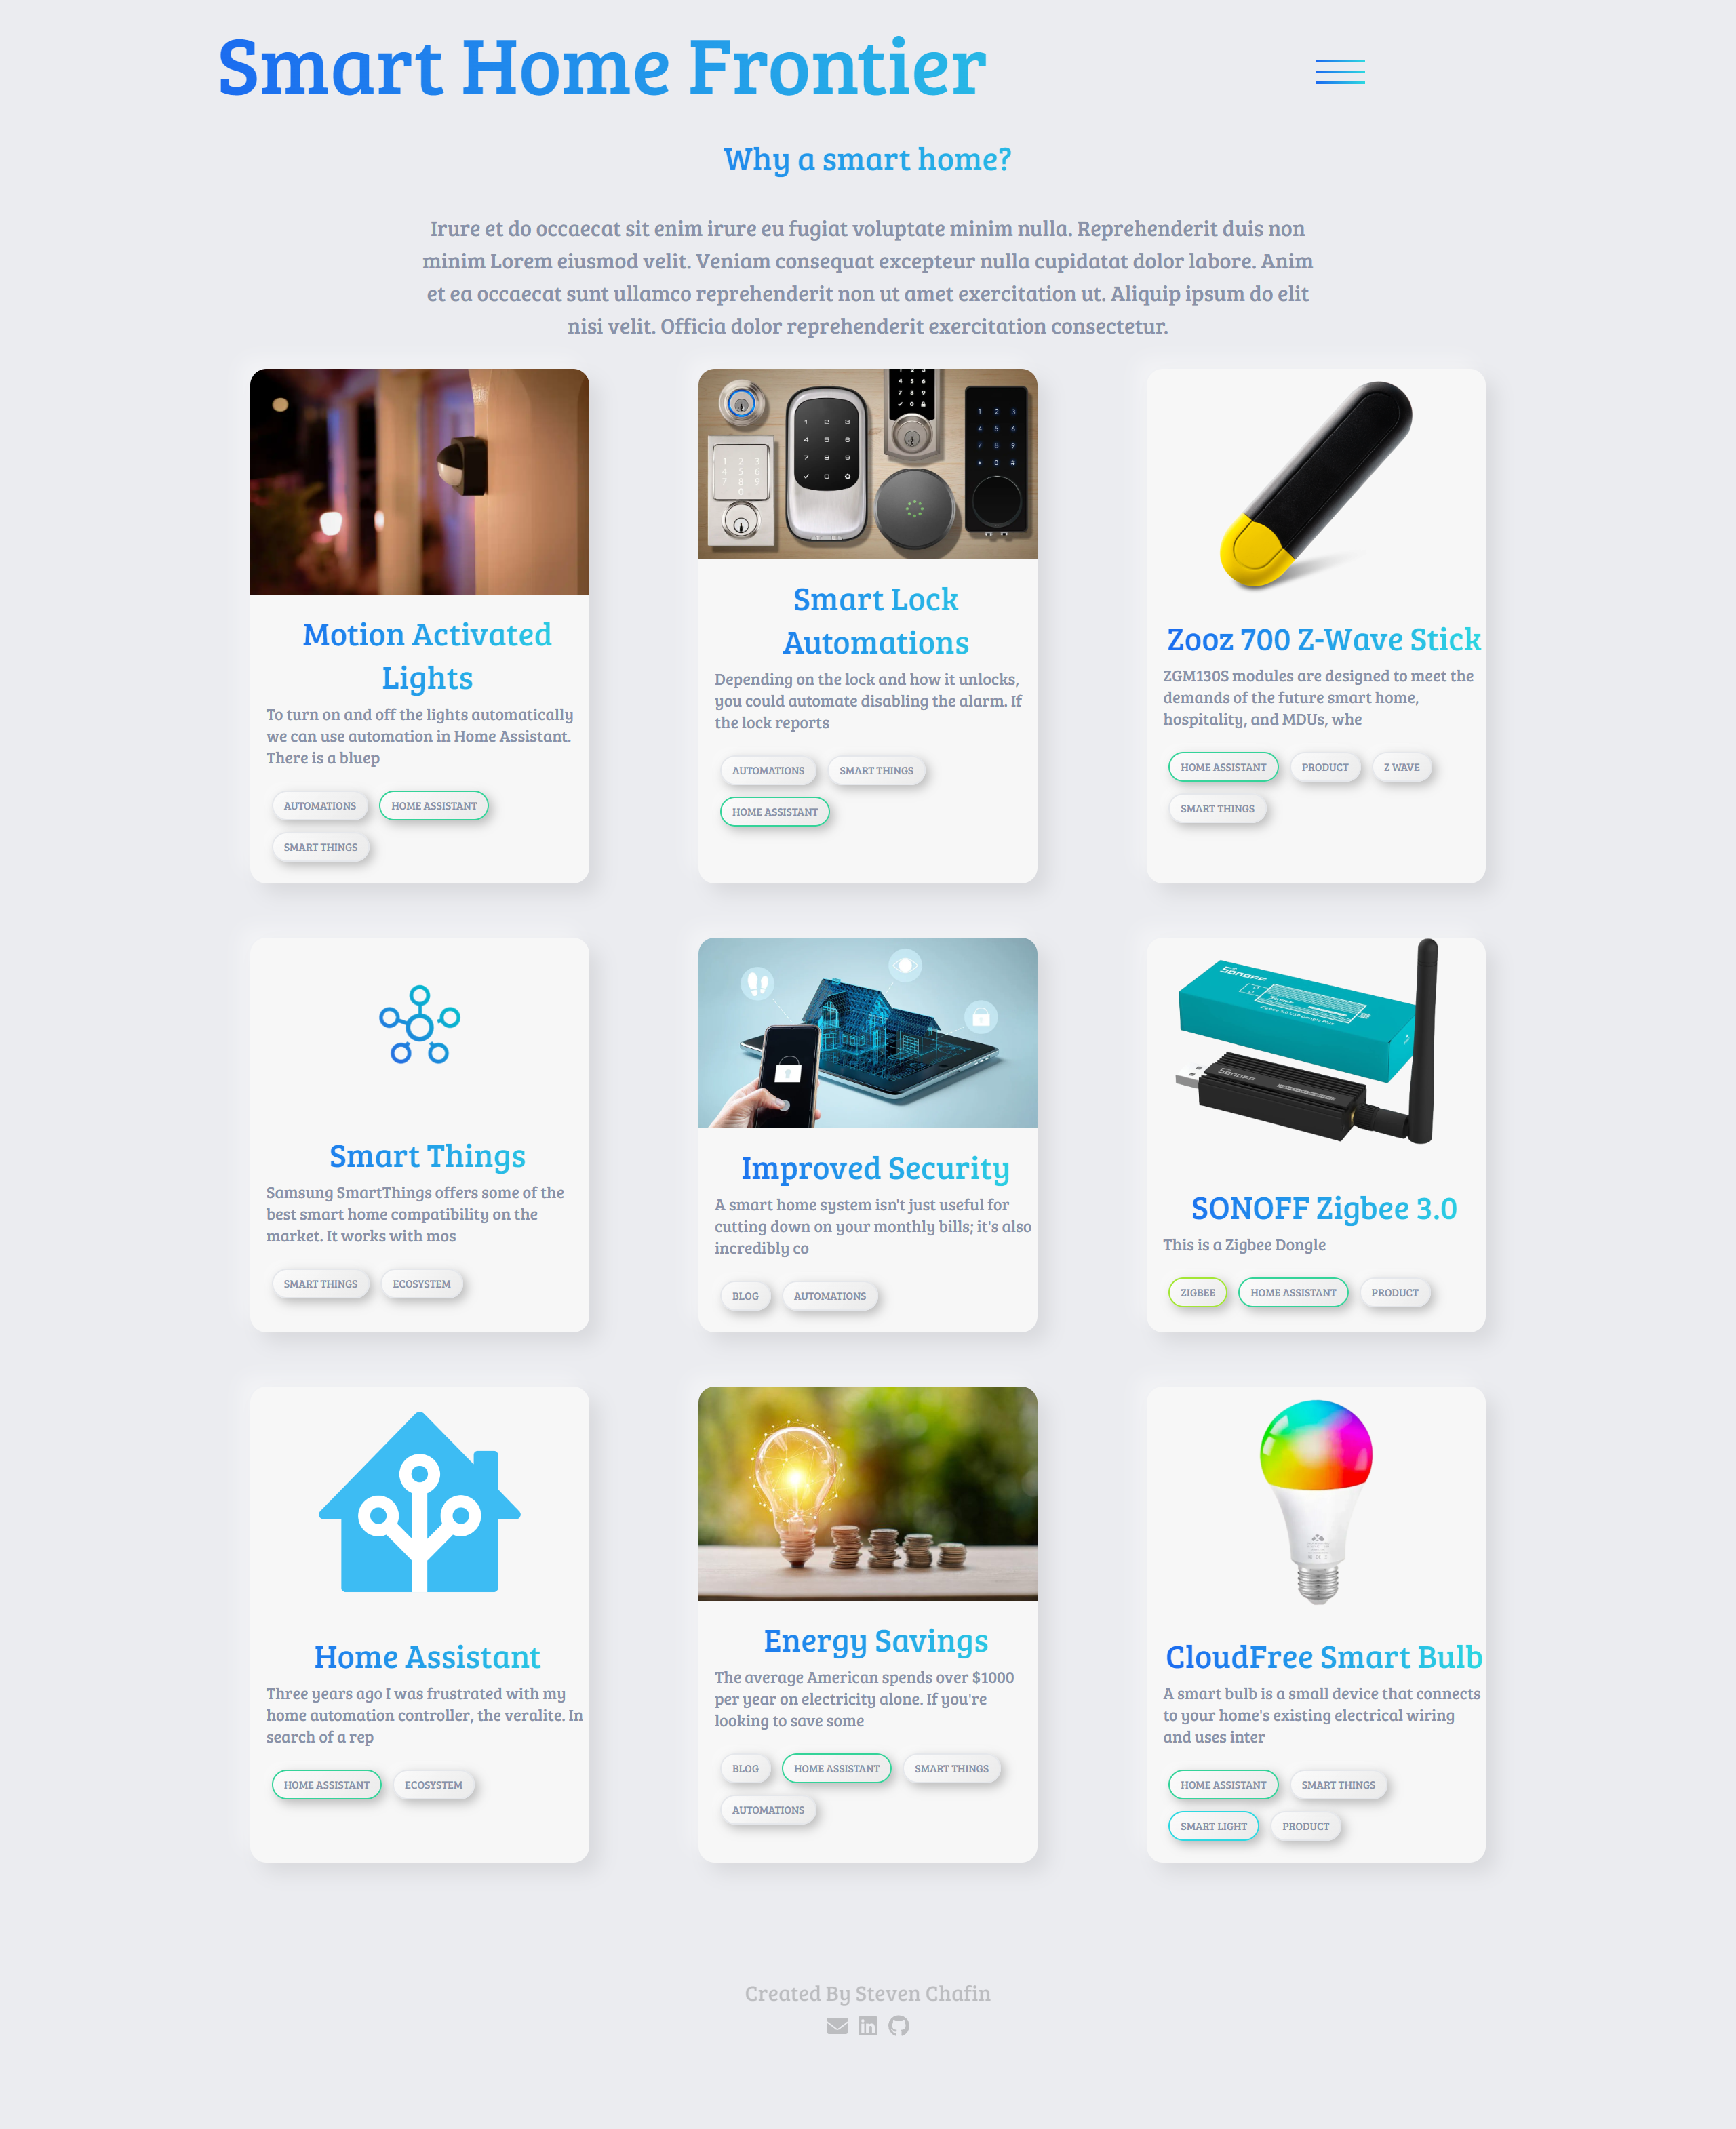 Smart Home Frontier
Why a smart home?
Irure et do occaecat sit enim irure eu fugiat voluptate minim nulla. Reprehenderit duis non
minim Lorem eiusmod velit. Veniam consequat excepteur nulla cupidatat dolor labore. Anim
et ea occaecat sunt ullamco reprehenderit non ut amet exercitation ut. Aliquip ipsum do elit
nisi velit. Officia dolor reprehenderit exercitation consectetur.
Motion Activated
Lights
To turn on and off the lights automatically
we can use automation in Home Assistant.
There is a bluep
AUTOMATIONS HOME ASSISTANT
SMART THINGS
Smart Lock
Automations
Depending on the lock and how it unlocks,
you could automate disabling the alarm. If
the lock reports
AUTOMATIONS SMART THINGS
HOME ASSISTANT
Zooz 700 Z-Wave Stick
ZGM130S modules are designed to meet the
demands of the future smart home,
hospitality, and MDUs, whe
HOME ASSISTANT PRODUCT Z WAVE
SMART THINGS
Smart Things
Samsung SmartThings offers some of the
best smart home compatibility on the
market. It works with mos
SMART THINGS ECOSYSTEM
Improved Security
A smart home system isn't just useful for
cutting down on your monthly bills; it's also
incredibly co
BLOG AUTOMATIONS
SONOFF
SONOFF
SONOFF Zigbee 3.0
This is a Zigbee Dongle
ZIGBEE HOME ASSISTANT PRODUCT
Home Assistant
Three years ago I was frustrated with my
home automation controller, the veralite. In
search of a rep
HOME ASSISTANT ECOSYSTEM
Energy Savings
The average American spends over $1000
per year on electricity alone. If you're
looking to save some
BLOG HOME ASSISTANT SMART THINGS
AUTOMATIONS
CloudFree Smart Bulb
A smart bulb is a small device that connects
to your home's existing electrical wiring
and uses inter
HOME ASSISTANT SMART THINGS
SMART LIGHT PRODUCT
Created By Steven Chafin